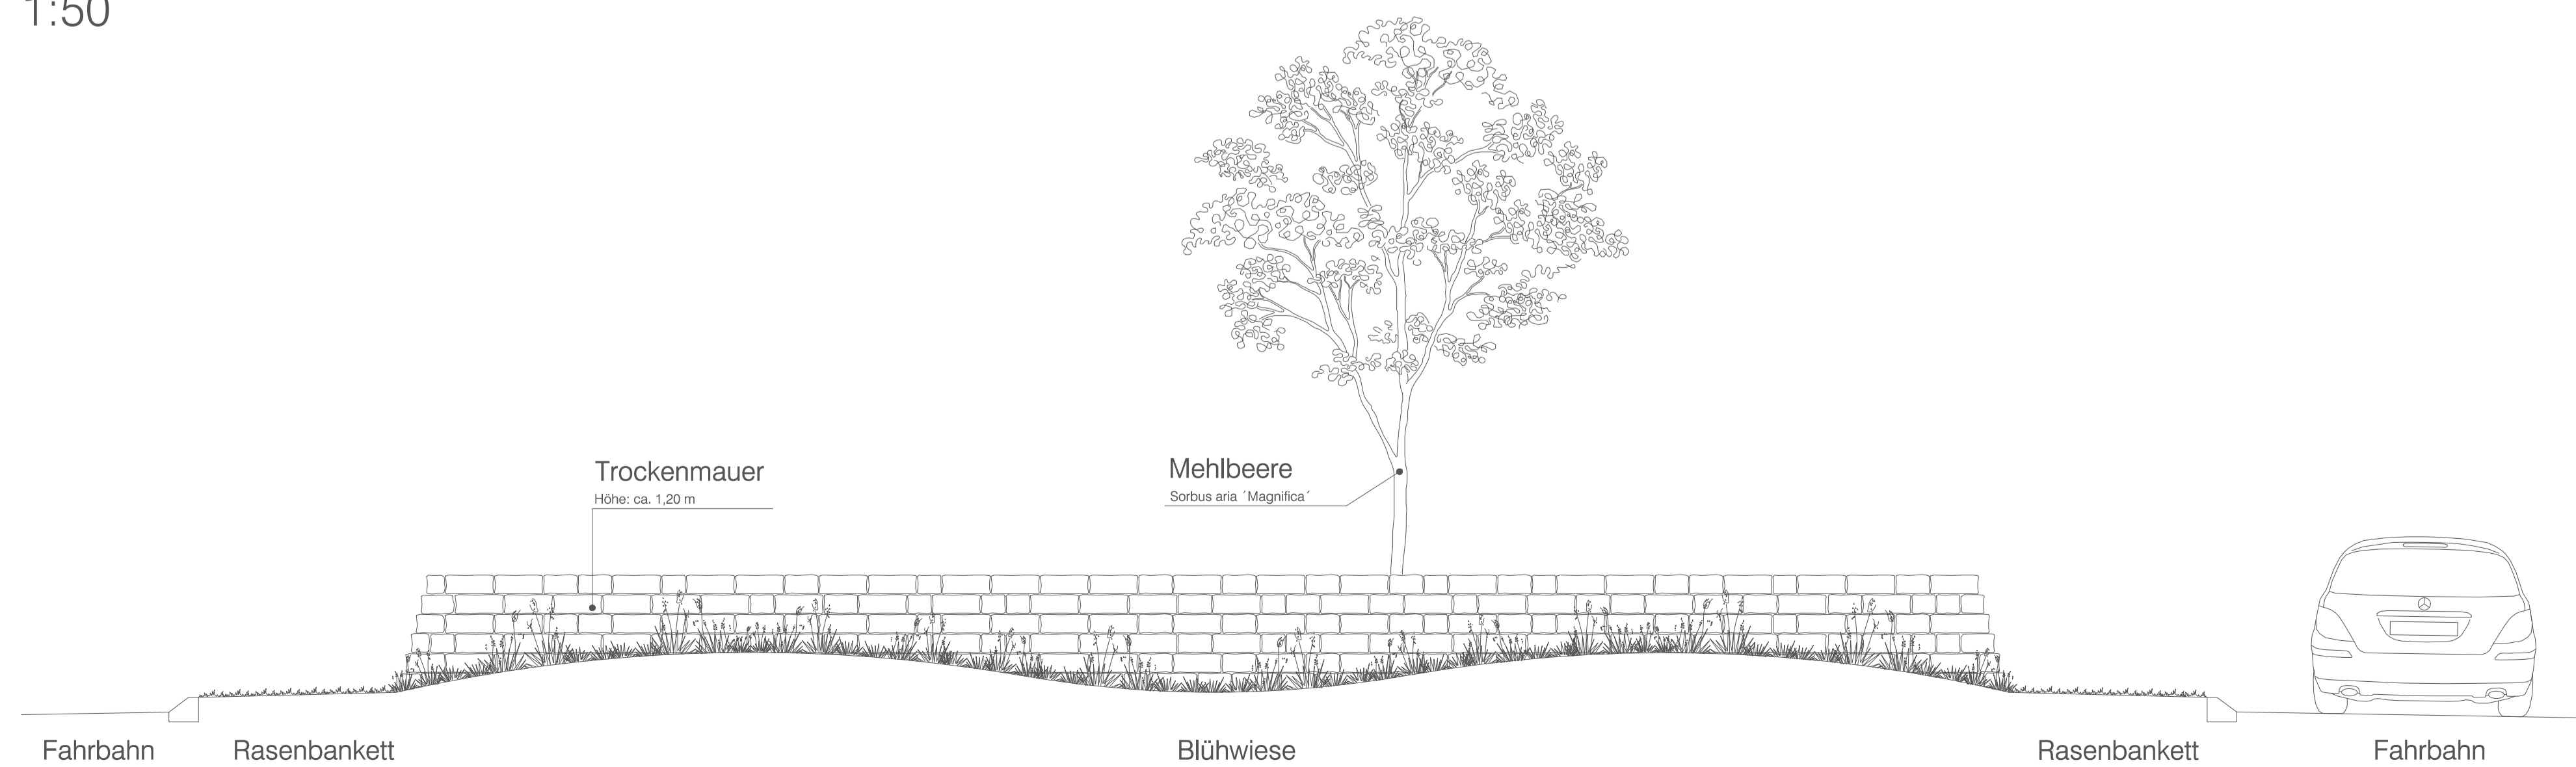 1:50
Trockenmauer
Höhe: ca. 1,20 m
Mehlbeere
Sorbus aria ´Magnifica´
Fahrbahn
Rasenbankett
Blühwiese
Rasenbankett
Fahrbahn